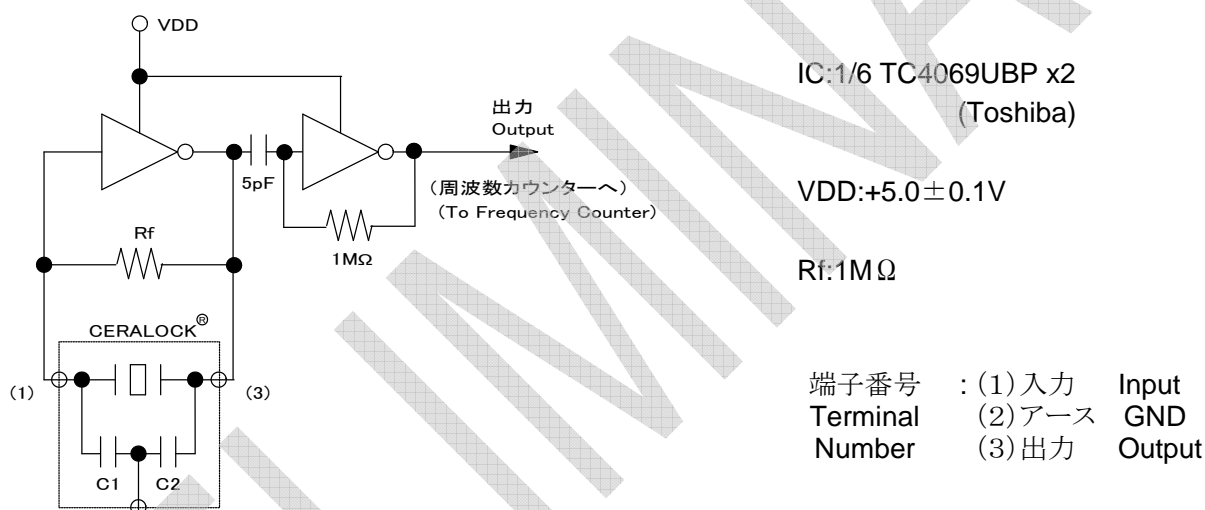 VDD
出力
Output
5pF
(周波数カウンターへ)
(To Frequency Counter)
1MΩ
Rf
CERALOCK®
(1)
(3)
C1
C2
IC:1/6 TC4069UBP x2
(Toshiba)
VDD:+5.0±0.1V
Rf:1MΩ
端子番号 :(1)入力 Input
Terminal (2)アース GND
Number (3)出力 Output